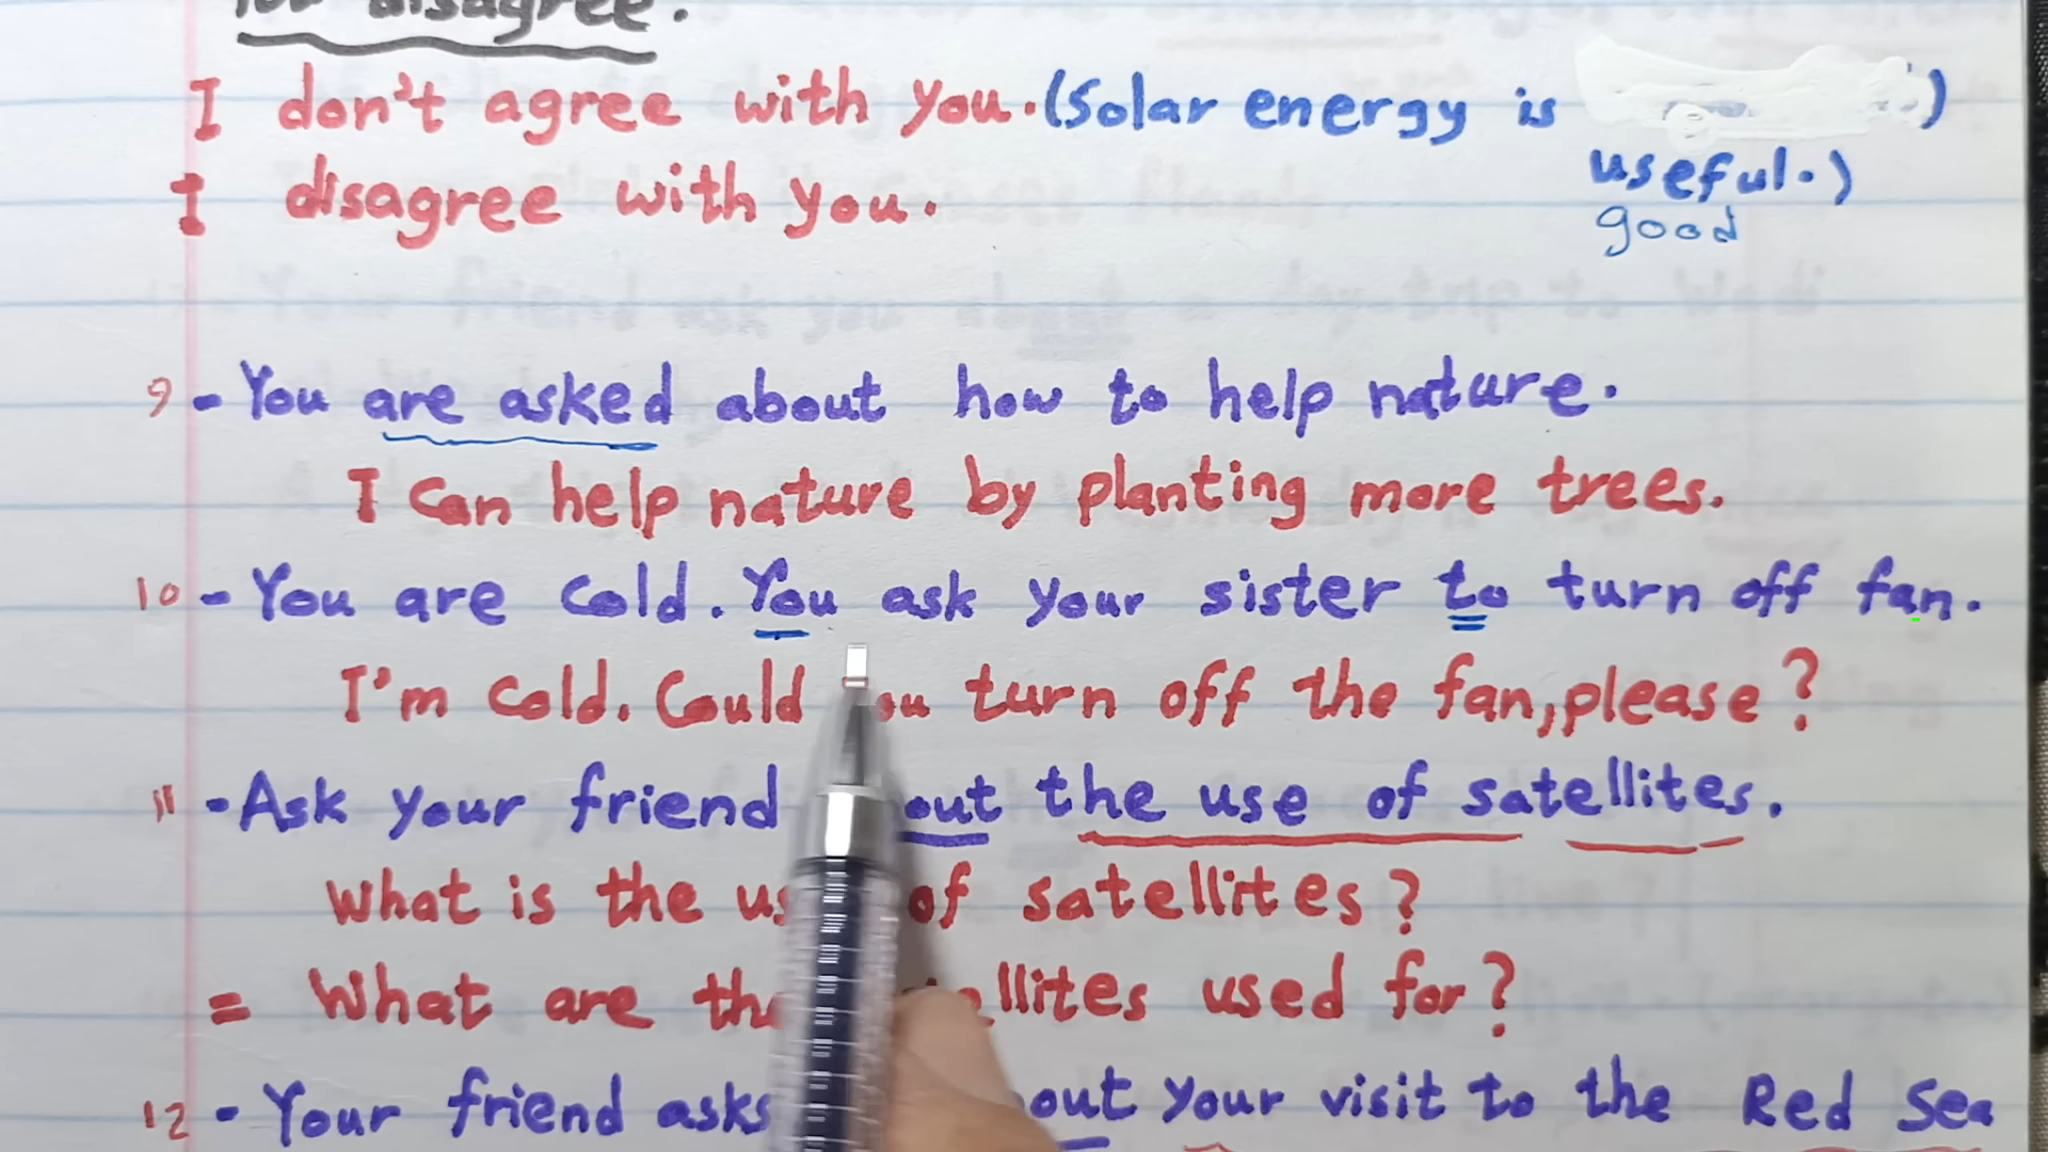 disagree.
I don't agree with you. (Solar energy is )
useful.)
good
I disagree with you.
9 - You are asked about how to help nature.
I can help nature by planting more trees.
10 - You are cold. You ask your sister to turn off fan.
I'm cold. Could ou turn off the fan, please?
11 - Ask your friend out the use of satellites.
What is the us of satellites?
= What are th llites used for?
12 - Your friend asks out your visit to the Red Sea